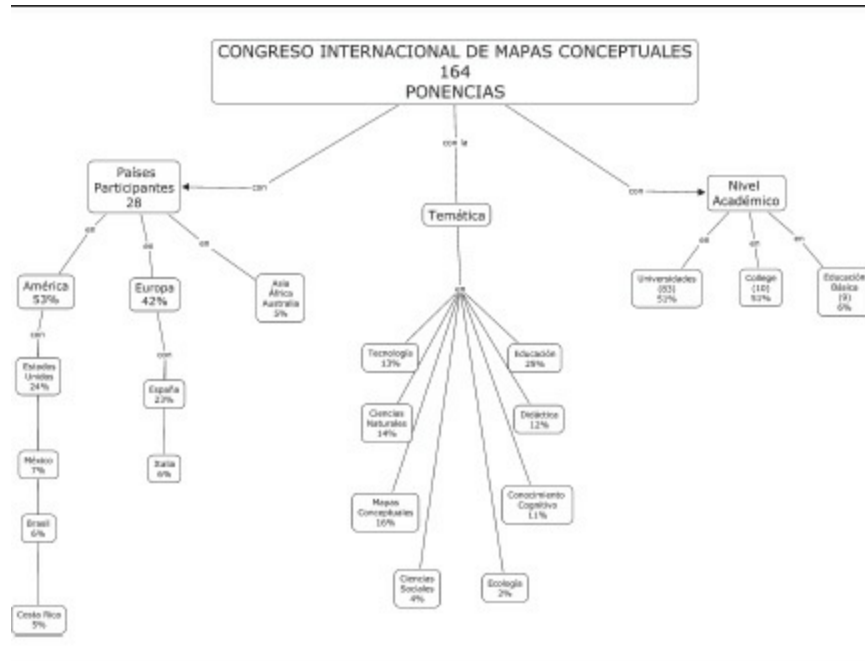 CONGRESO INTERNACIONAL DE MAPAS CONCEPTUALES
164
PONENCIAS
con
con la
con
Países
Participantes
28
Temática
Nivel
Académico
en
en
en
en
en
en
en
América
53%
Europa
42%
Asia
África
Australia
5%
Universidades
(83)
51%
College
(10)
51%
Educación
Básica
(9)
6%
con
con
Estados
Unidos
24%
España
23%
México
7%
Italia
6%
Brasil
6%
Costa Rica
5%
Tecnología
13%
Educación
28%
Ciencias
Naturales
14%
Didáctica
12%
Mapas
Conceptuales
16%
Conocimiento
Cognitivo
11%
Ciencias
Sociales
4%
Ecología
2%